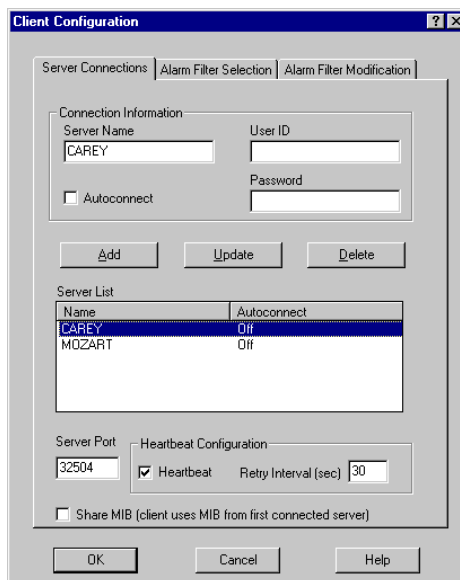 Client Configuration
Server Connections Alarm Filter Selection Alarm Filter Modification
Connection Information
Server Name User ID
CAREY
Password
Autoconnect
Add Update Delete
Server List
Name Autoconnect
CAREY Off
MOZART Off
Server Port Heartbeat Configuration
32504 Heartbeat Retry Interval (sec) 30
Share MIB (client uses MIB from first connected server)
OK Cancel Help